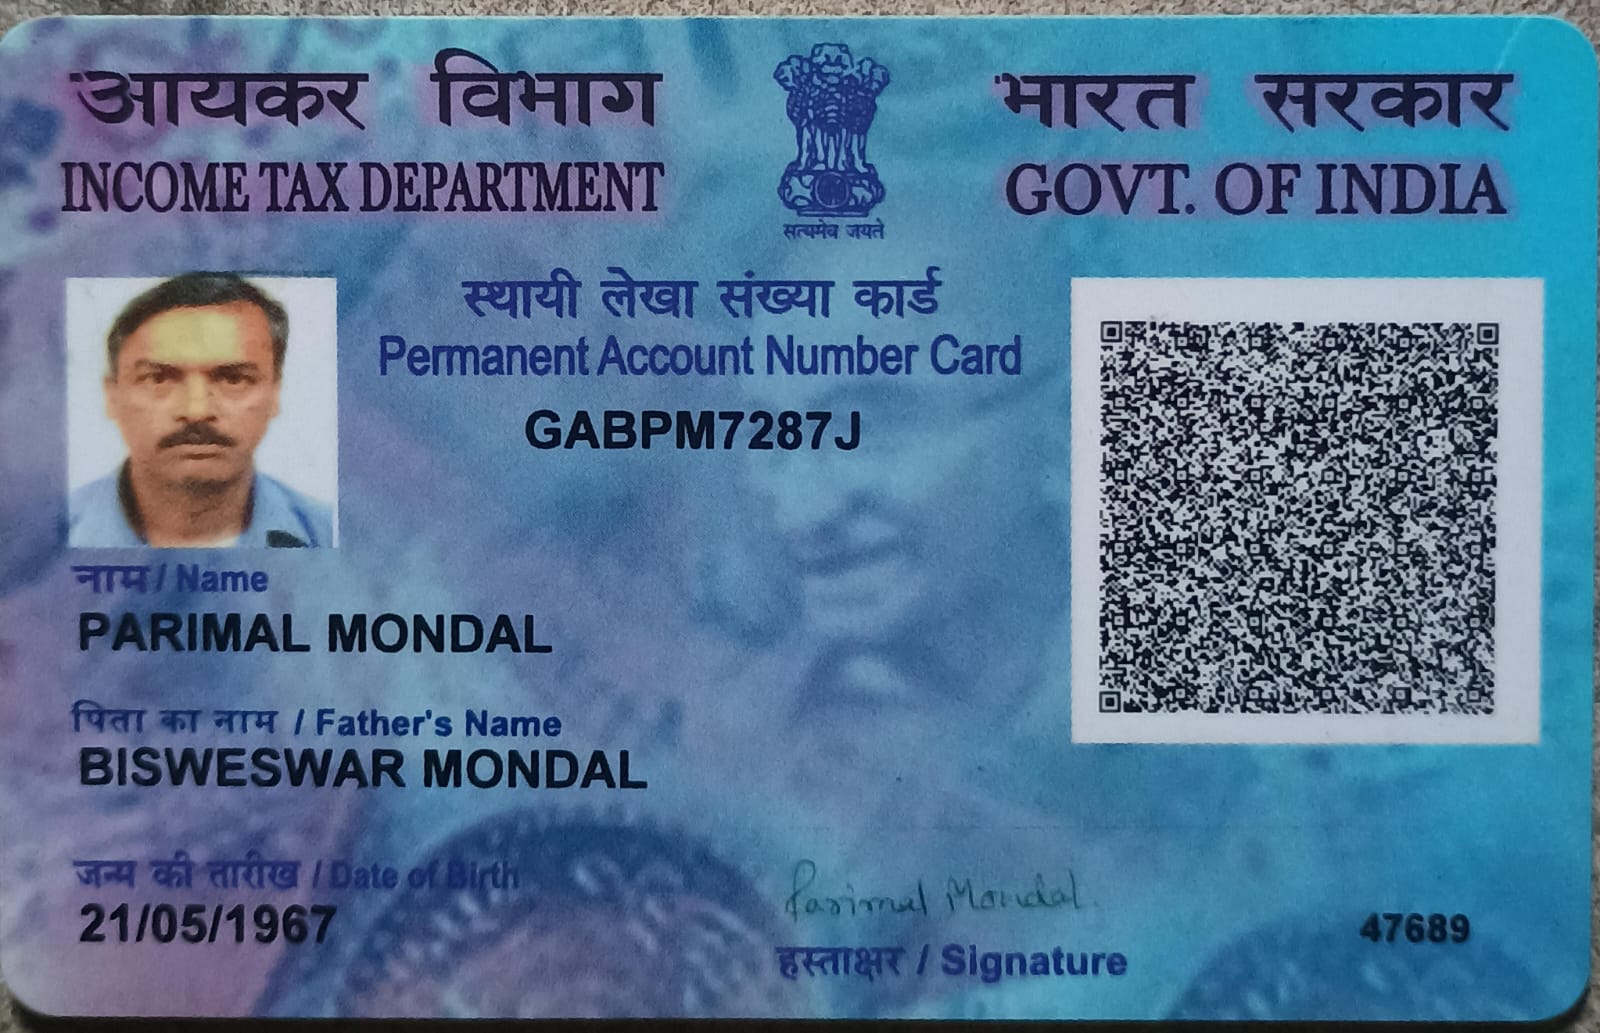 आयकर विभाग
INCOME TAX DEPARTMENT
सत्यमेव जयते
भारत सरकार
GOVT. OF INDIA
स्थायी लेखा संख्या कार्ड
Permanent Account Number Card
GABPM7287J
नाम / Name
PARIMAL MONDAL
पिता का नाम / Father's Name
BISWESWAR MONDAL
जन्म की तारीख / Date of Birth
21/05/1967
Parimal Mondal
हस्ताक्षर / Signature
47689